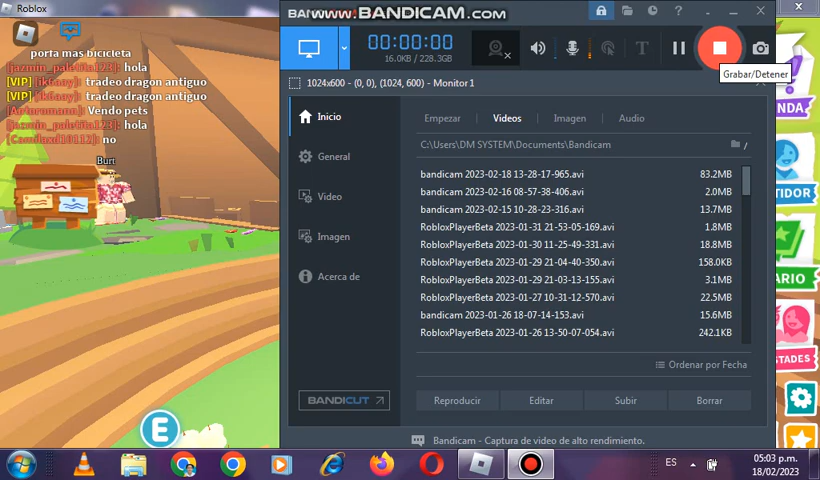 Roblox
porfa mas bicicleta
[jazmin_paletita123]: hola
[VIP] [jk6any]: tradeo dragon antiguo
[VIP] [jk6any]: tradeo dragon antiguo
[Arturomann]: Vendo pets
[jazmin_paletita123]: hola
[Camilaxd10112]: no
Burt
E
www.BANDICAM.com
00:00:00
16.0KB / 228.3GB
Grabar/Detener
1024x600 - (0, 0), (1024, 600) - Monitor 1
Inicio
General
Video
Imagen
Acerca de
BANDICUT
Empezar
Videos
Imagen
Audio
C:\Users\DM SYSTEM\Documents\Bandicam
bandicam 2023-02-18 13-28-17-965.avi 83.2MB
bandicam 2023-02-16 08-57-38-406.avi 2.0MB
bandicam 2023-02-15 10-28-23-316.avi 13.7MB
RobloxPlayerBeta 2023-01-31 21-53-05-169.avi 1.8MB
RobloxPlayerBeta 2023-01-30 11-25-49-331.avi 18.8MB
RobloxPlayerBeta 2023-01-29 21-04-40-350.avi 158.0KB
RobloxPlayerBeta 2023-01-29 21-03-13-155.avi 3.1MB
RobloxPlayerBeta 2023-01-27 10-31-12-570.avi 22.5MB
bandicam 2023-01-26 18-07-14-153.avi 15.6MB
RobloxPlayerBeta 2023-01-26 13-50-07-054.avi 242.1KB
Ordenar por Fecha
Reproducir
Editar
Subir
Borrar
Bandicam - Captura de video de alto rendimiento.
NDA
TIDOR
ARIO
STADES
ES
05:03 p.m.
18/02/2023